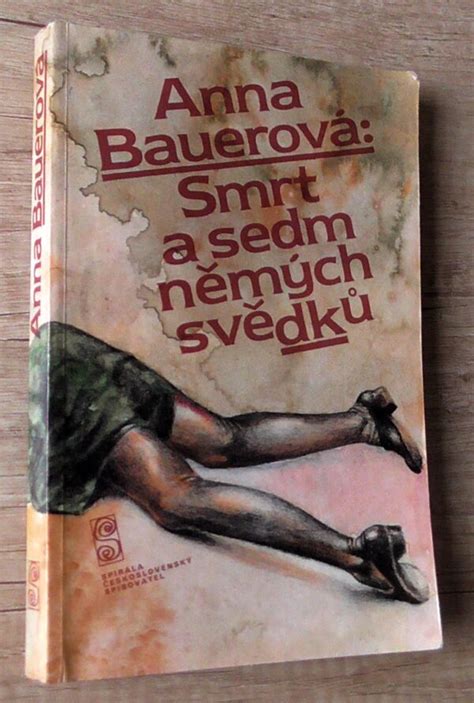 Anna
Bauerová:
Smrt
a sedm
němých
svědků
Anna Bauerová
SPIRÁLA
ČESKOSLOVENSKÝ
SPISOVATEL